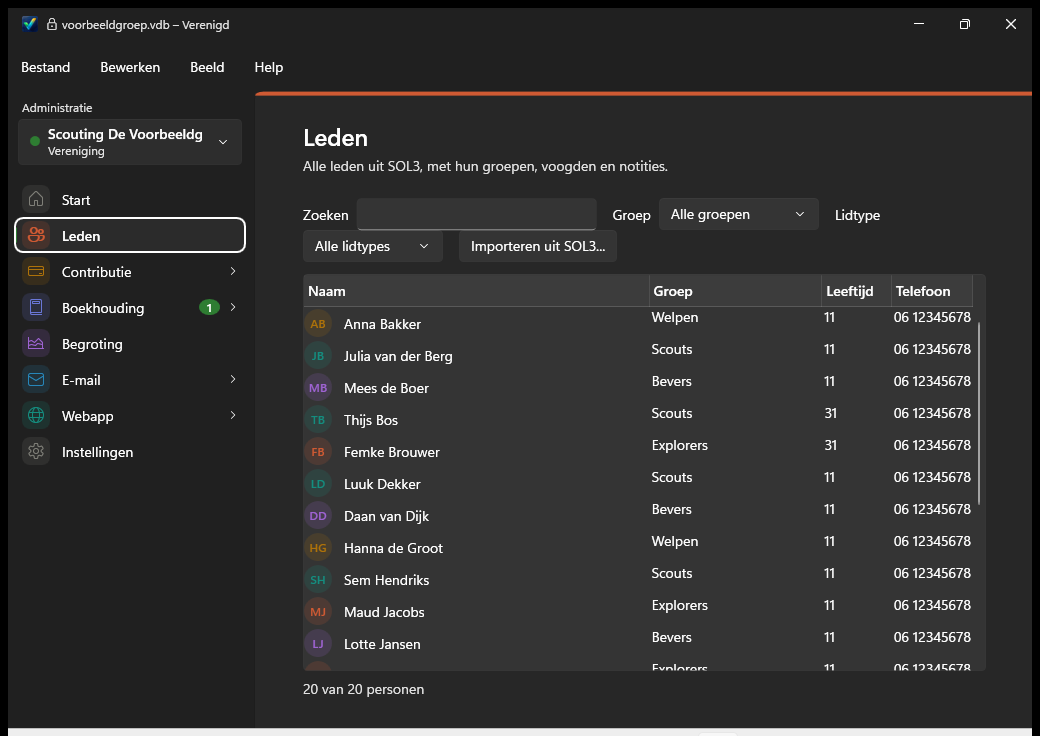 voorbeeldgroep.vdb – Verenigd
Bestand Bewerken Beeld Help
Administratie
Scouting De Voorbeeldg
Vereniging
Start
Leden
Contributie
Boekhouding 1
Begroting
E-mail
Webapp
Instellingen
Leden
Alle leden uit SOL3, met hun groepen, voogden en notities.
Zoeken Groep Alle groepen Lidtype
Alle lidtypes Importeren uit SOL3...
Naam Groep Leeftijd Telefoon
AB Anna Bakker Welpen 11 06 12345678
JB Julia van der Berg Scouts 11 06 12345678
MB Mees de Boer Bevers 11 06 12345678
TB Thijs Bos Scouts 31 06 12345678
FB Femke Brouwer Explorers 31 06 12345678
LD Luuk Dekker Scouts 11 06 12345678
DD Daan van Dijk Bevers 11 06 12345678
HG Hanna de Groot Welpen 11 06 12345678
SH Sem Hendriks Scouts 11 06 12345678
MJ Maud Jacobs Explorers 11 06 12345678
LJ Lotte Jansen Bevers 11 06 12345678
Explorers 11 06 12345678
20 van 20 personen